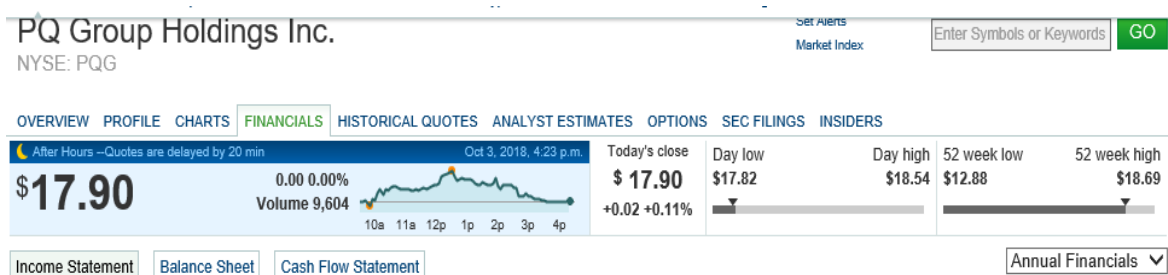 PQ Group Holdings Inc.
NYSE: PQG
Set Alerts
Market Index
Enter Symbols or Keywords GO
OVERVIEW PROFILE CHARTS FINANCIALS HISTORICAL QUOTES ANALYST ESTIMATES OPTIONS SEC FILINGS INSIDERS
After Hours --Quotes are delayed by 20 min Oct 3, 2018, 4:23 p.m.
$17.90
0.00 0.00%
Volume 9,604
10a 11a 12p 1p 2p 3p 4p
Today's close
$ 17.90
+0.02 +0.11%
Day low Day high
$17.82 $18.54
52 week low 52 week high
$12.88 $18.69
Income Statement Balance Sheet Cash Flow Statement
Annual Financials